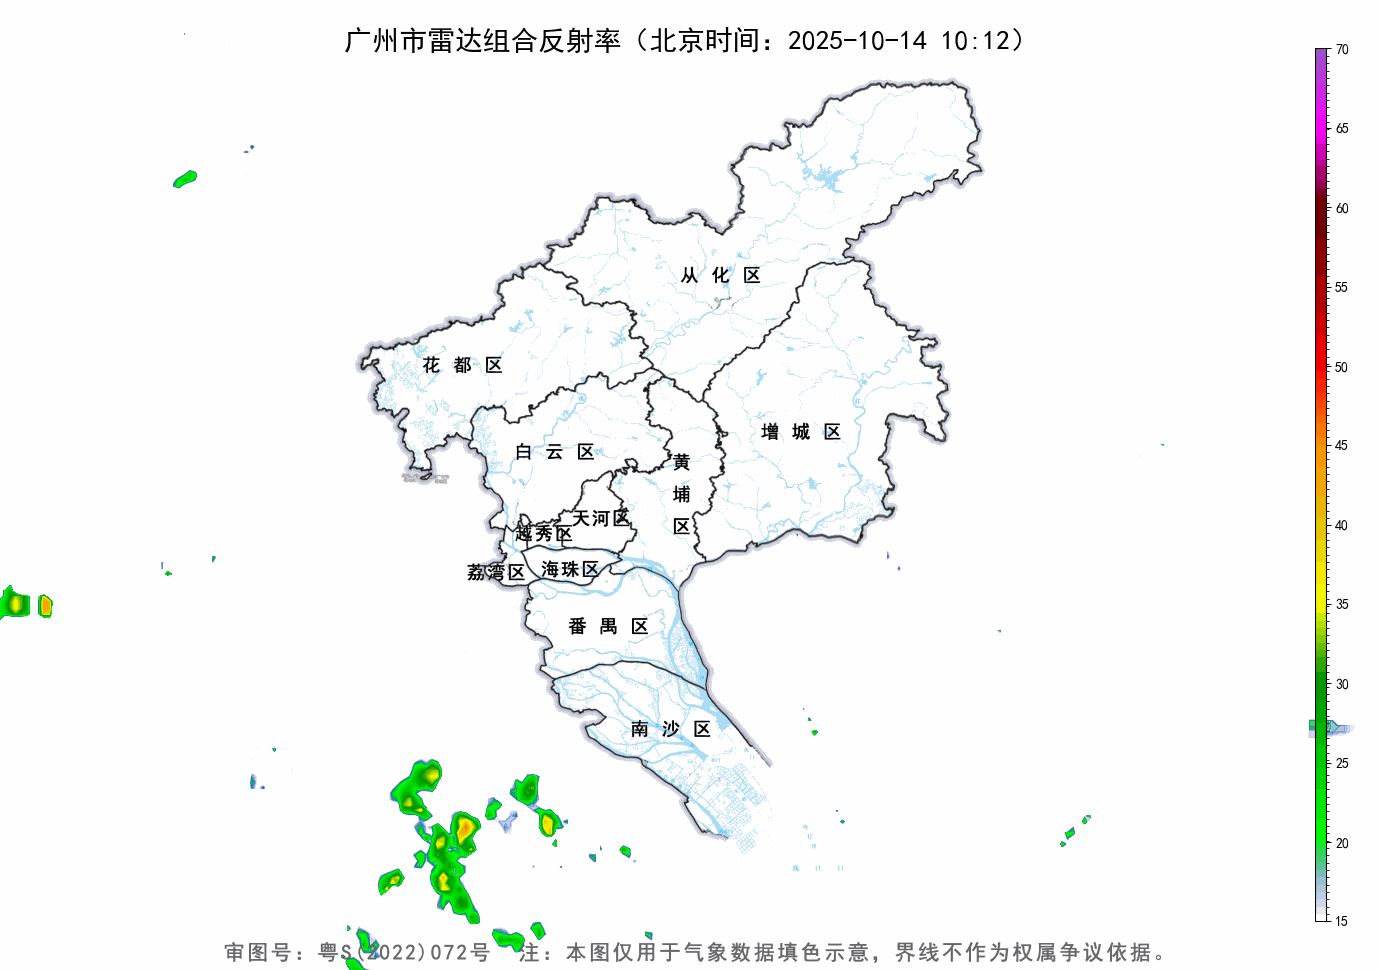 广州市雷达组合反射率（北京时间：2025-10-14 10:12）
70
65
60
55
50
45
40
35
30
25
20
15
从化区
花都区
增城区
白云区
黄埔区
天河区
越秀区
海珠区
荔湾区
番禺区
南沙区
审图号：粤S(2022)072号　注：本图仅用于气象数据填色示意，界线不作为权属争议依据。